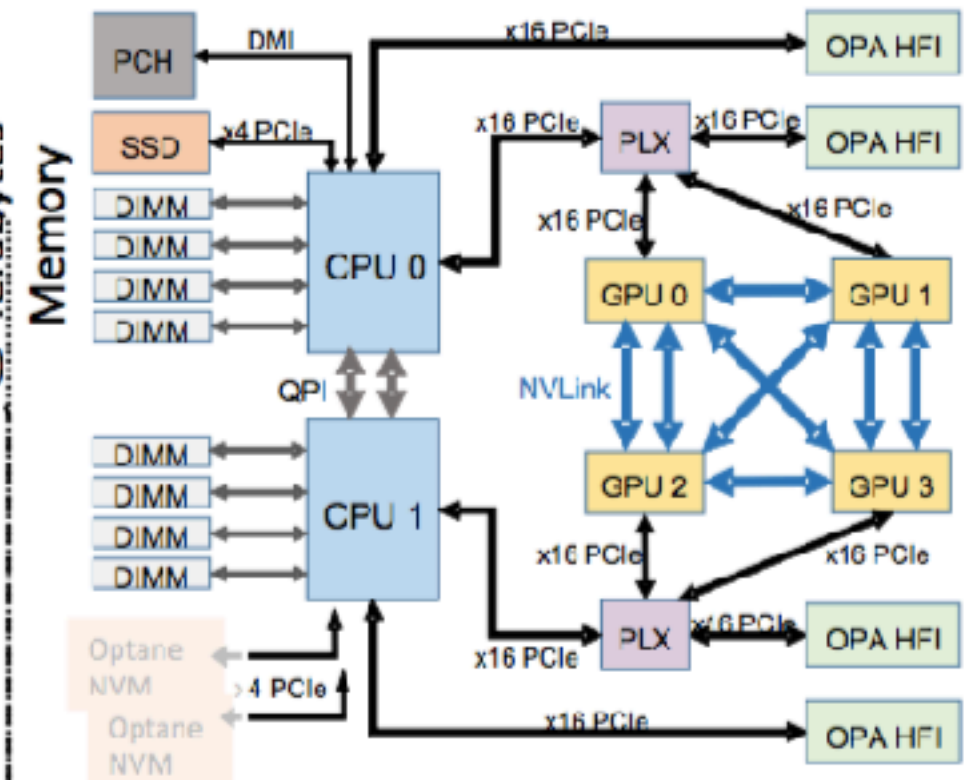 Memory
PCH
DMI
x16 PCIe
OPA HFI
SSD
x4 PCIe
x16 PCIe
PLX
x16 PCIe
OPA HFI
DIMM
DIMM
DIMM
DIMM
CPU 0
x16 PCIe
x16 PCIe
GPU 0
GPU 1
QPI
NVLink
DIMM
DIMM
DIMM
DIMM
CPU 1
GPU 2
GPU 3
x16 PCIe
x16 PCIe
PLX
x16 PCIe
OPA HFI
x16 PCIe
Optane
NVM
4 PCIe
Optane
NVM
x16 PCIe
OPA HFI